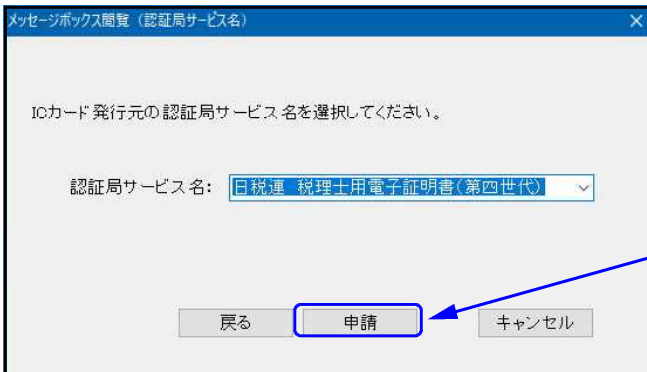 メッセージボックス閲覧（認証局サービス名）
ICカード発行元の認証局サービス名を選択してください。
認証局サービス名: 日税連 税理士用電子証明書(第四世代)
戻る 申請 キャンセル